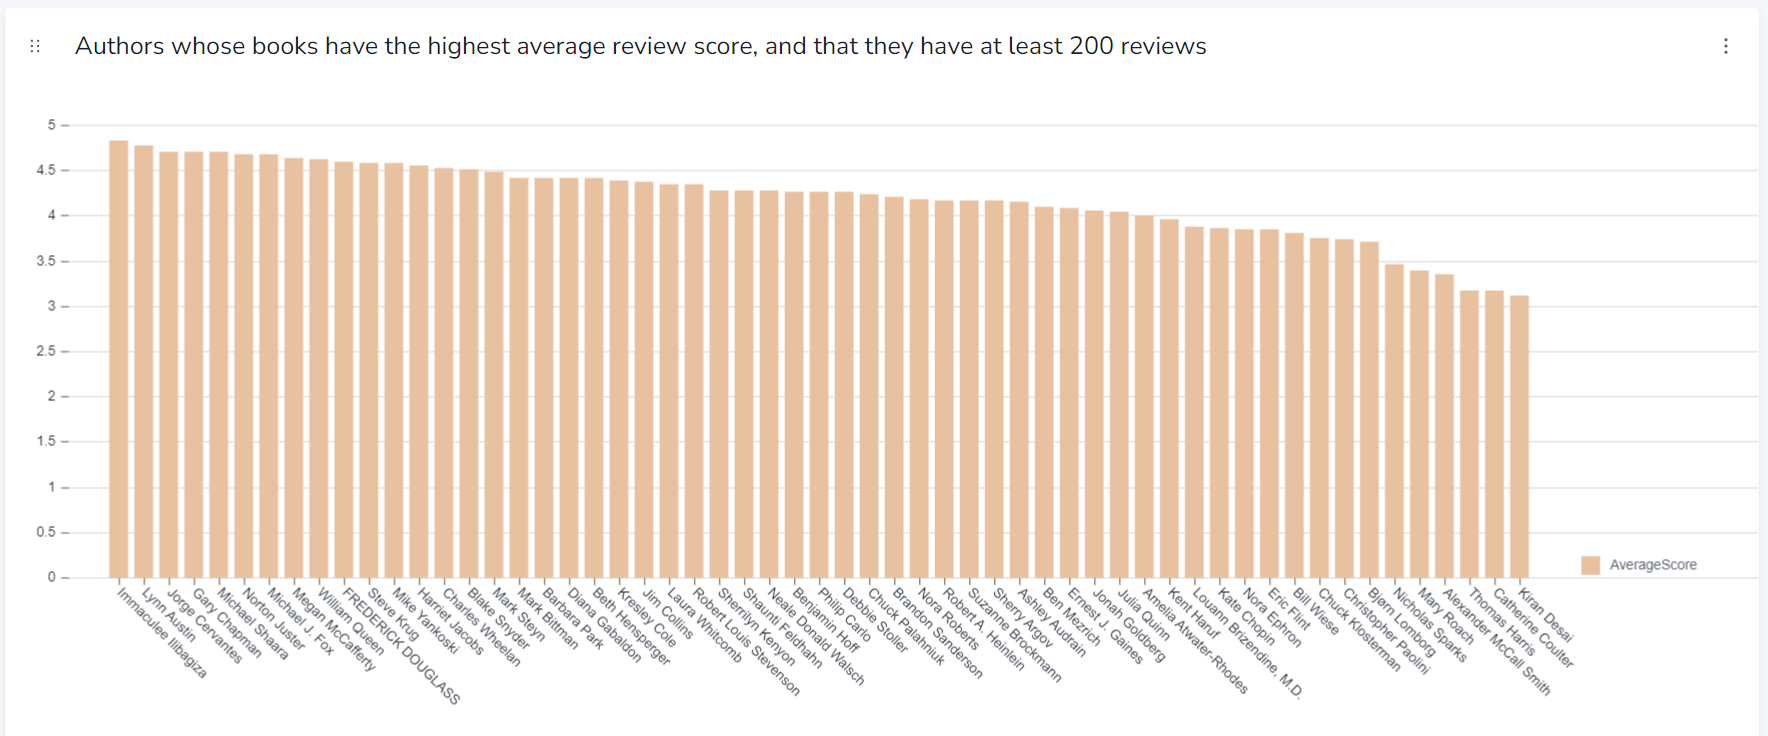 Authors whose books have the highest average review score, and that they have at least 200 reviews
5
4.5
4
3.5
3
2.5
2
1.5
1
0.5
0
Immaculee Ilibagiza
Lynn Austin
Jorge Cervantes
Gary Chapman
Michael Shaara
Norton Juster
Michael J. Fox
Megan McCafferty
William Queen
FREDERICK DOUGLASS
Steve Krug
Mike Yankoski
Harriet Jacobs
Charles Wheelan
Blake Snyder
Mark Steyn
Mark Bittman
Barbara Park
Diana Gabaldon
Beth Hensperger
Kresley Cole
Jim Collins
Laura Whitcomb
Robert Louis Stevenson
Sherrilyn Kenyon
Shaunti Feldhahn
Neale Donald Walsch
Benjamin Hoff
Philip Carlo
Debbie Stoller
Chuck Palahniuk
Brandon Sanderson
Nora Roberts
Robert A. Heinlein
Suzanne Brockmann
Sherry Argov
Ashley Audrain
Ben Mezrich
Ernest J. Gaines
Jonah Goldberg
Julia Quinn
Amelia Atwater-Rhodes
Kent Haruf
Louann Brizendine, M.D.
Kate Chopin
Nora Ephron
Eric Flint
Bill Wiese
Chuck Klosterman
Christopher Paolini
Bjørn Lomborg
Nicholas Sparks
Mary Roach
Alexander McCall Smith
Thomas Harris
Catherine Coulter
Kiran Desai
AverageScore